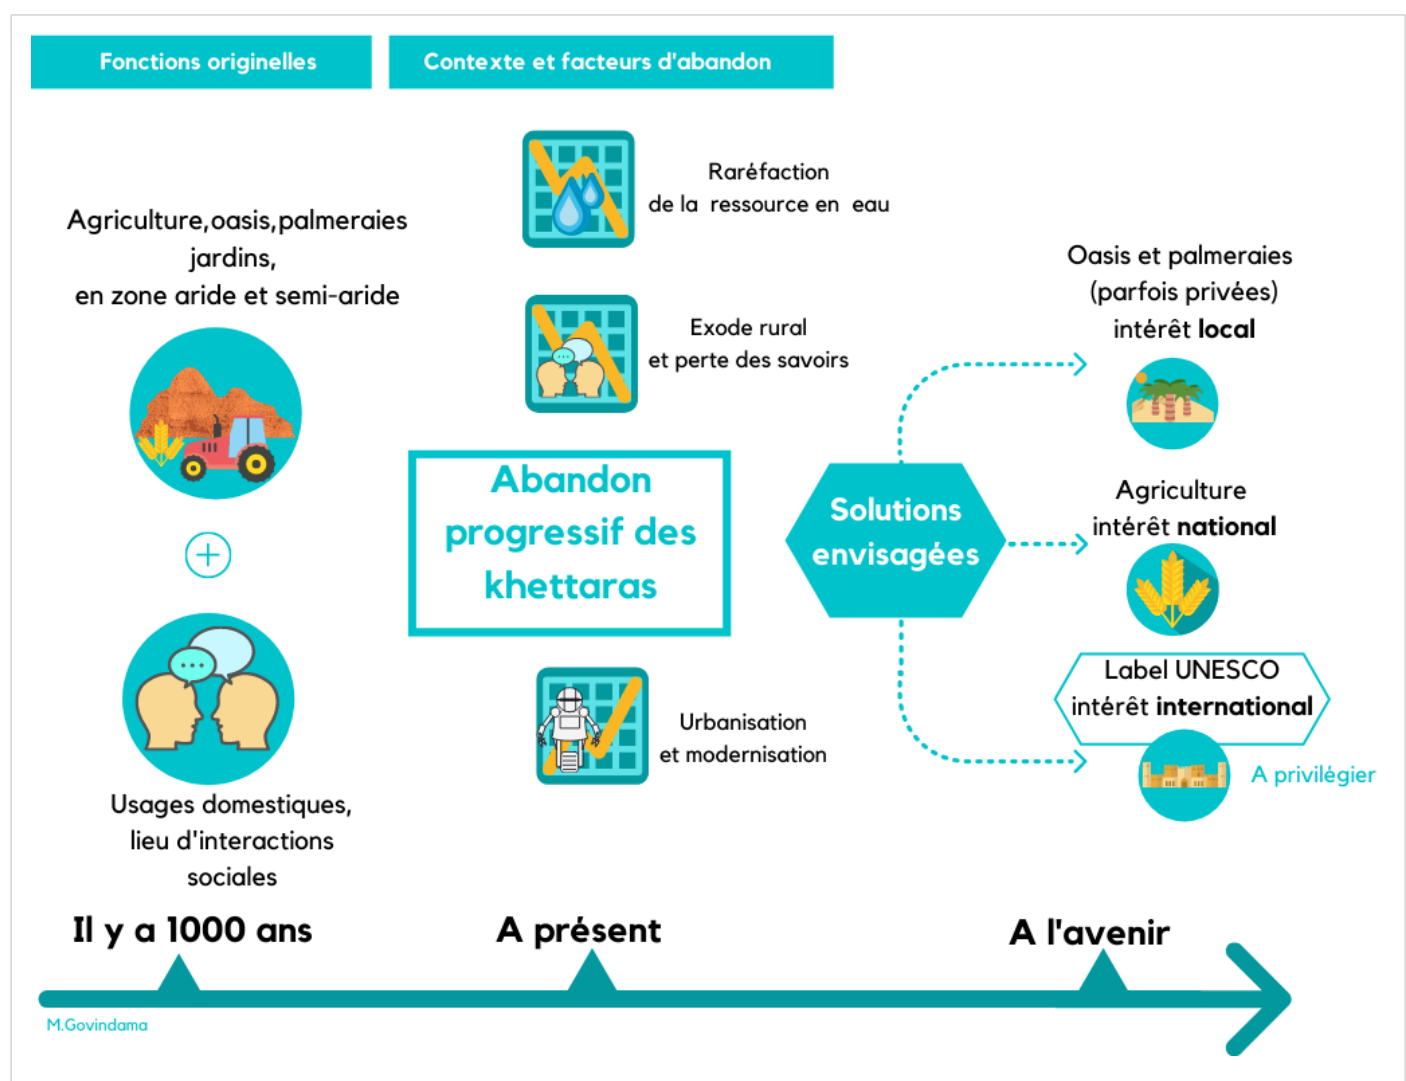 Fonctions originelles
Contexte et facteurs d'abandon
Agriculture,oasis,palmeraies
jardins,
en zone aride et semi-aride
Usages domestiques,
lieu d'interactions
sociales
Raréfaction
de la ressource en eau
Exode rural
et perte des savoirs
Abandon
progressif des
khettaras
Urbanisation
et modernisation
Solutions
envisagées
Oasis et palmeraies
(parfois privées)
intérêt local
Agriculture
intérêt national
Label UNESCO
intérêt international
A privilégier
Il y a 1000 ans
A présent
A l'avenir
M.Govindama